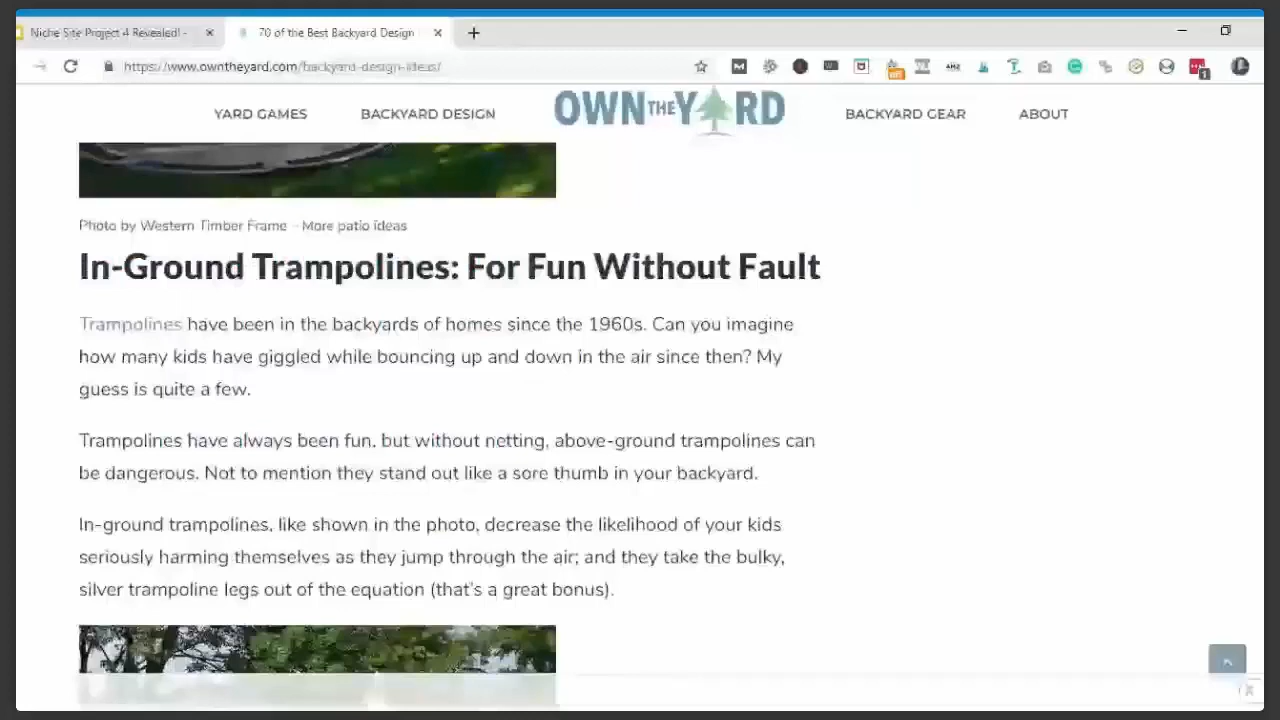 Niche Site Project 4 Revealed! -
70 of the Best Backyard Design
https://www.owntheyard.com/backyard-design-ideas/
YARD GAMES
BACKYARD DESIGN
OWN THE YARD
BACKYARD GEAR
ABOUT
Photo by Western Timber Frame - More patio ideas
In-Ground Trampolines: For Fun Without Fault
Trampolines have been in the backyards of homes since the 1960s. Can you imagine
how many kids have giggled while bouncing up and down in the air since then? My
guess is quite a few.
Trampolines have always been fun, but without netting, above-ground trampolines can
be dangerous. Not to mention they stand out like a sore thumb in your backyard.
In-ground trampolines, like shown in the photo, decrease the likelihood of your kids
seriously harming themselves as they jump through the air; and they take the bulky,
silver trampoline legs out of the equation (that's a great bonus).